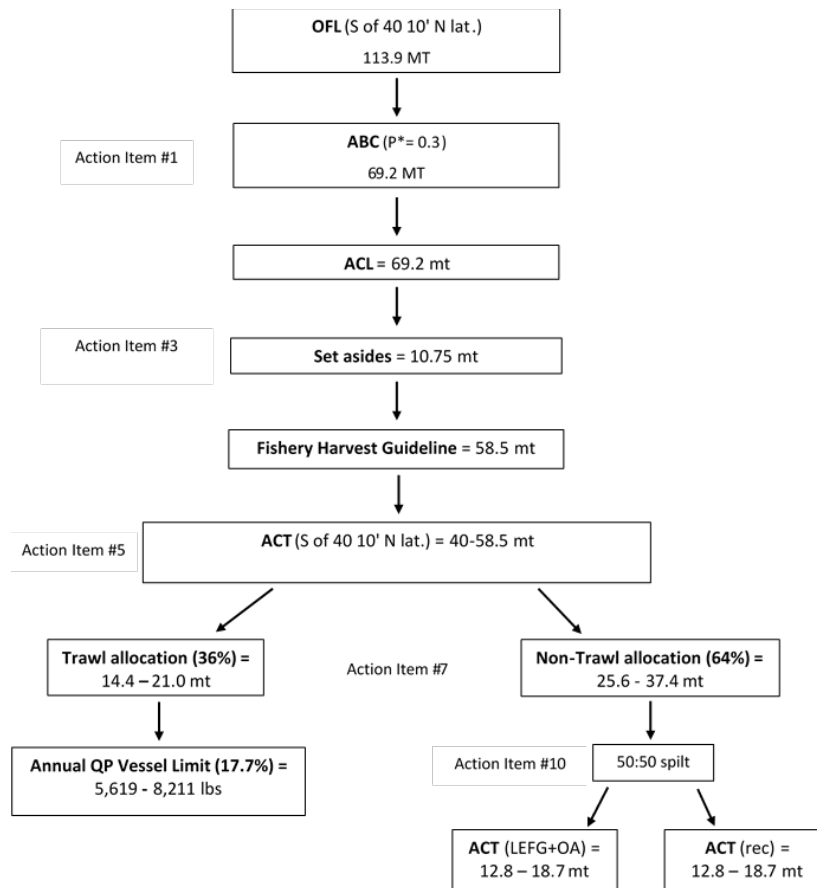 OFL (S of 40 10' N lat.)
113.9 MT
Action Item #1
ABC (P*= 0.3)
69.2 MT
ACL = 69.2 mt
Action Item #3
Set asides = 10.75 mt
Fishery Harvest Guideline = 58.5 mt
Action Item #5
ACT (S of 40 10' N lat.) = 40-58.5 mt
Trawl allocation (36%) =
14.4 – 21.0 mt
Action Item #7
Non-Trawl allocation (64%) =
25.6 - 37.4 mt
Annual QP Vessel Limit (17.7%) =
5,619 - 8,211 lbs
Action Item #10
50:50 spilt
ACT (LEFG+OA) =
12.8 – 18.7 mt
ACT (rec) =
12.8 – 18.7 mt